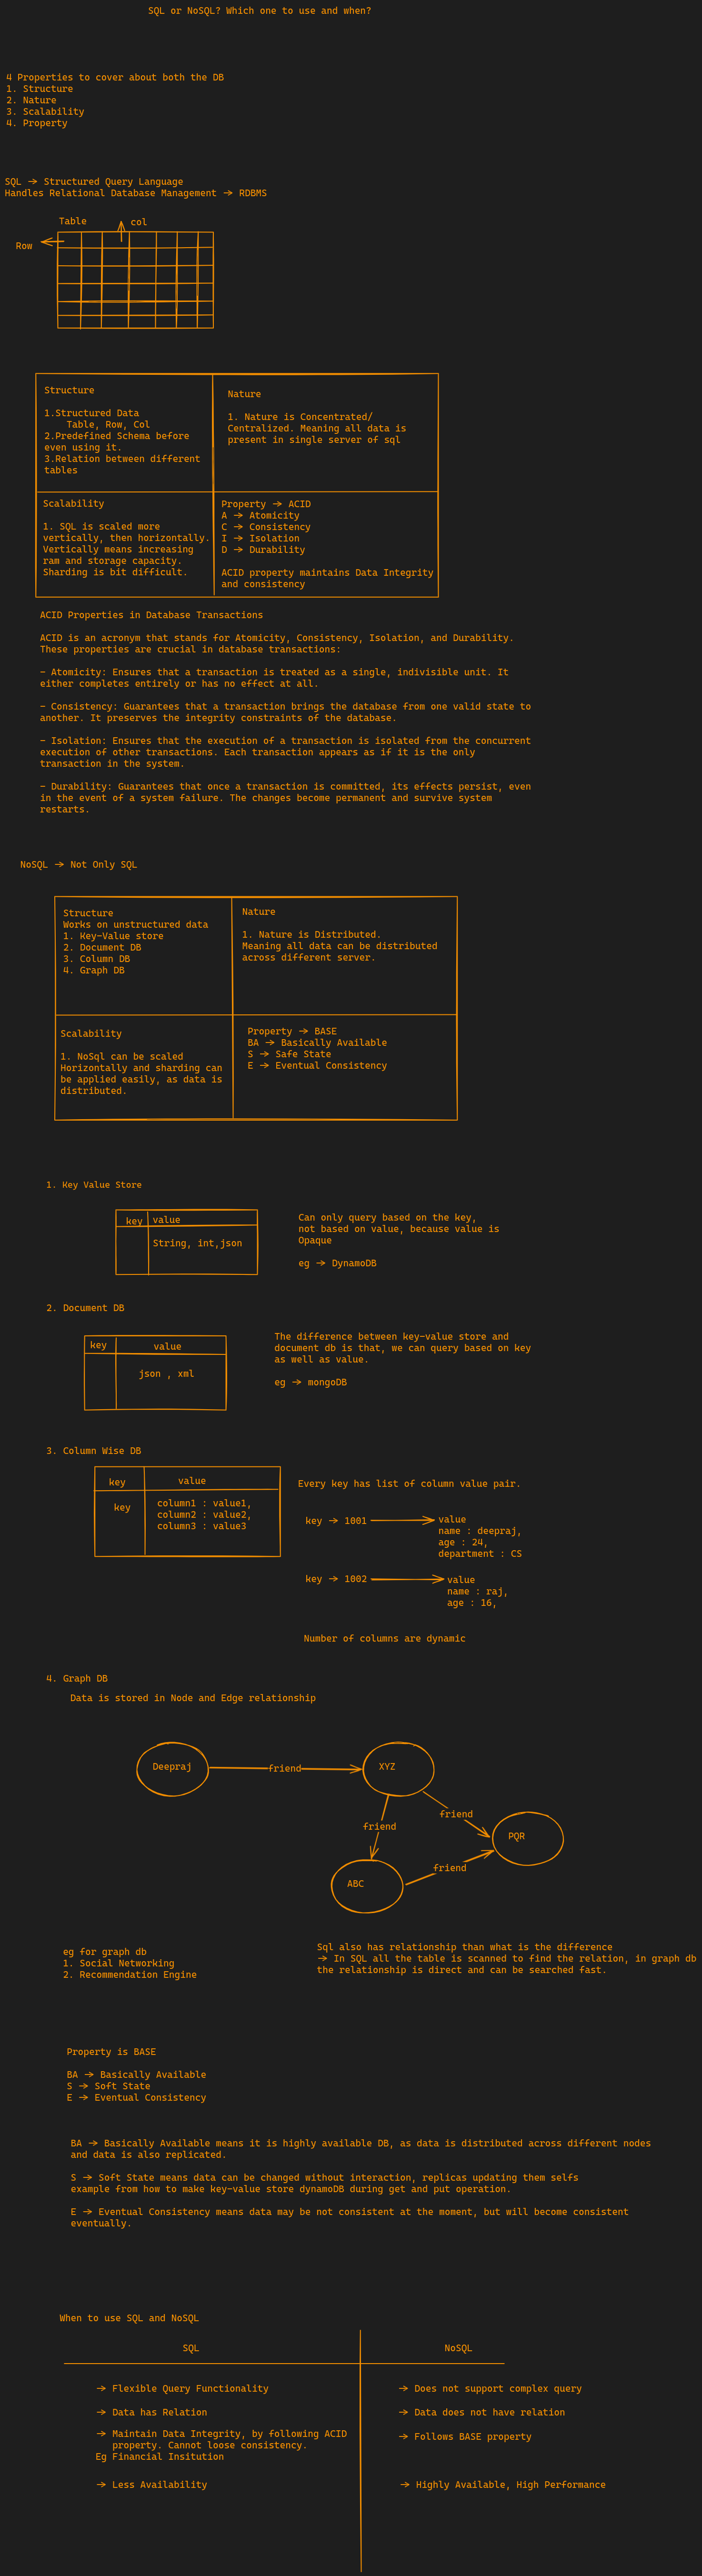 SQL or NoSQL? Which one to use and when?
4 Properties to cover about both the DB
1. Structure
2. Nature
3. Scalability
4. Property
SQL → Structured Query Language
Handles Relational Database Management → RDBMS
Table
col
Row
Structure
1.Structured Data
Table, Row, Col
2.Predefined Schema before
even using it.
3.Relation between different
tables
Nature
1. Nature is Concentrated/
Centralized. Meaning all data is
present in single server of sql
Scalability
1. SQL is scaled more
vertically, then horizontally.
Vertically means increasing
ram and storage capacity.
Sharding is bit difficult.
Property → ACID
A → Atomicity
C → Consistency
I → Isolation
D → Durability
ACID property maintains Data Integrity
and consistency
ACID Properties in Database Transactions
ACID is an acronym that stands for Atomicity, Consistency, Isolation, and Durability.
These properties are crucial in database transactions:
- Atomicity: Ensures that a transaction is treated as a single, indivisible unit. It
either completes entirely or has no effect at all.
- Consistency: Guarantees that a transaction brings the database from one valid state to
another. It preserves the integrity constraints of the database.
- Isolation: Ensures that the execution of a transaction is isolated from the concurrent
execution of other transactions. Each transaction appears as if it is the only
transaction in the system.
- Durability: Guarantees that once a transaction is committed, its effects persist, even
in the event of a system failure. The changes become permanent and survive system
restarts.
NoSQL → Not Only SQL
Structure
Works on unstructured data
1. Key-Value store
2. Document DB
3. Column DB
4. Graph DB
Nature
1. Nature is Distributed.
Meaning all data can be distributed
across different server.
Scalability
1. NoSql can be scaled
Horizontally and sharding can
be applied easily, as data is
distributed.
Property → BASE
BA → Basically Available
S → Safe State
E → Eventual Consistency
1. Key Value Store
key
value
String, int,json
Can only query based on the key,
not based on value, because value is
Opaque
eg → DynamoDB
2. Document DB
key
value
json , xml
The difference between key-value store and
document db is that, we can query based on key
as well as value.
eg → mongoDB
3. Column Wise DB
key
value
key
column1 : value1,
column2 : value2,
column3 : value3
Every key has list of column value pair.
key → 1001
value
name : deepraj,
age : 24,
department : CS
key → 1002
value
name : raj,
age : 16,
Number of columns are dynamic
4. Graph DB
Data is stored in Node and Edge relationship
Deepraj
friend
XYZ
friend
friend
PQR
friend
ABC
eg for graph db
1. Social Networking
2. Recommendation Engine
Sql also has relationship than what is the difference
→ In SQL all the table is scanned to find the relation, in graph db
the relationship is direct and can be searched fast.
Property is BASE
BA → Basically Available
S → Soft State
E → Eventual Consistency
BA → Basically Available means it is highly available DB, as data is distributed across different nodes
and data is also replicated.
S → Soft State means data can be changed without interaction, replicas updating them selfs
example from how to make key-value store dynamoDB during get and put operation.
E → Eventual Consistency means data may be not consistent at the moment, but will become consistent
eventually.
When to use SQL and NoSQL
SQL
NoSQL
→ Flexible Query Functionality
→ Does not support complex query
→ Data has Relation
→ Data does not have relation
→ Maintain Data Integrity, by following ACID
property. Cannot loose consistency.
Eg Financial Insitution
→ Follows BASE property
→ Less Availability
→ Highly Available, High Performance